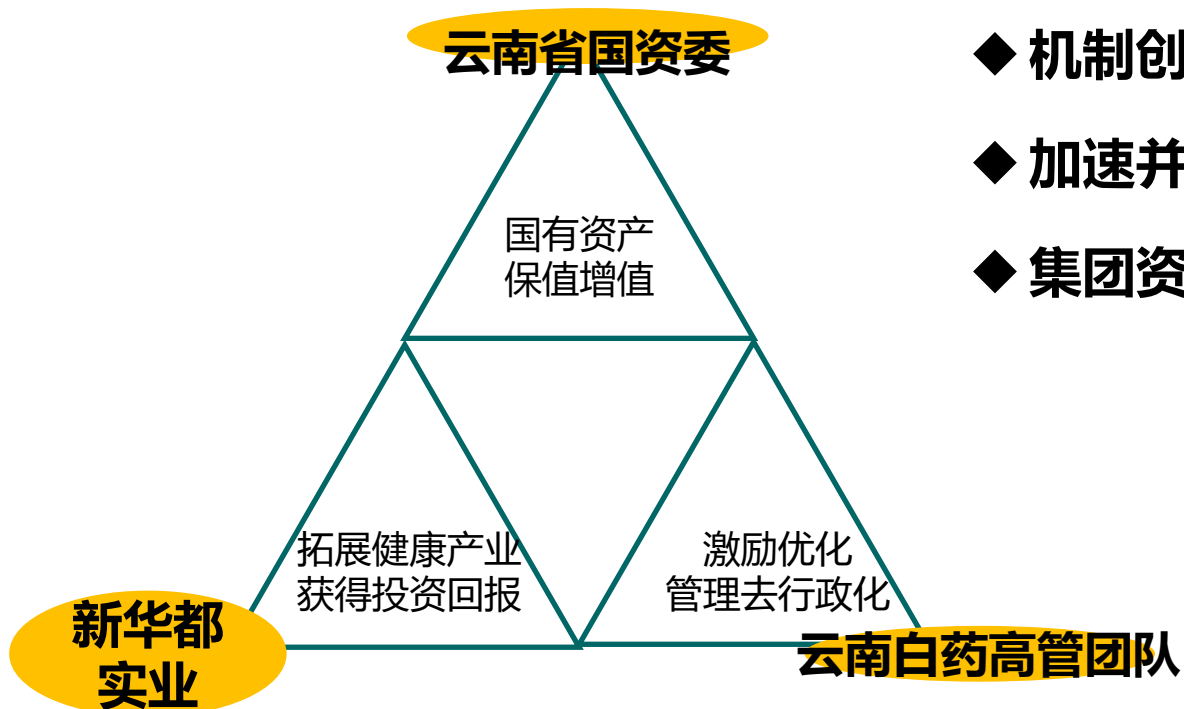 云南省国资委
◆ 机制创
◆ 加速并
◆ 集团资
国有资产
保值增值
拓展健康产业
获得投资回报
激励优化
管理去行政化
新华都
实业
云南白药高管团队